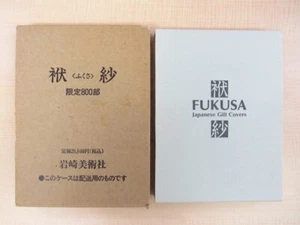 袱〈ふくさ〉紗
限定800部
岩崎美術社
●このケースは配送用のものです
袱
FUKUSA
Japanese Gift Covers
紗